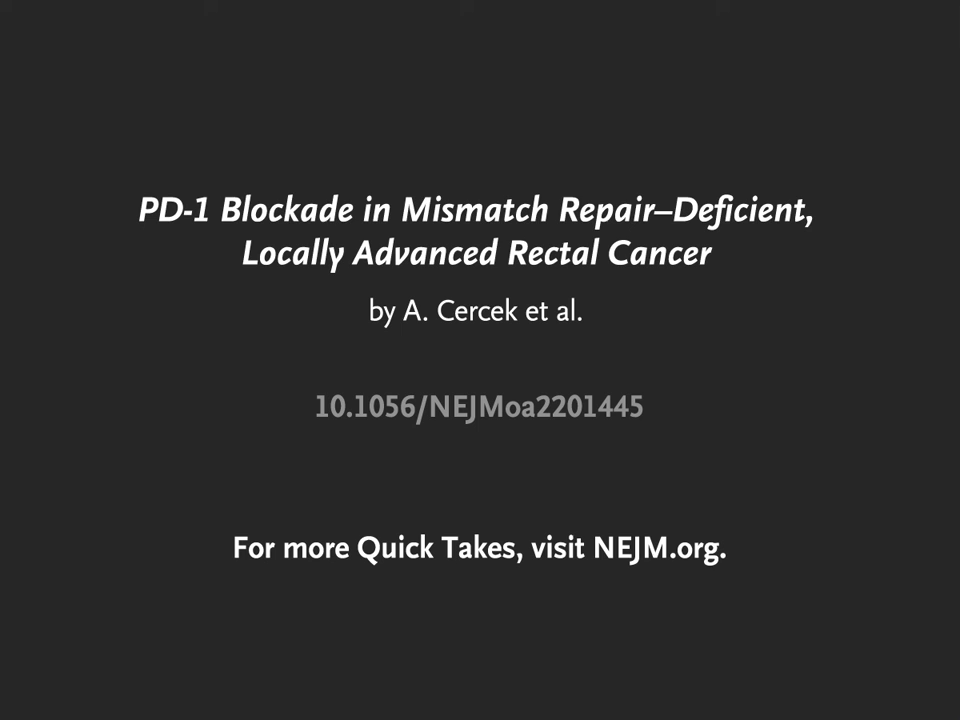 PD-1 Blockade in Mismatch Repair–Deficient,
Locally Advanced Rectal Cancer
by A. Cercek et al.
10.1056/NEJMoa2201445
For more Quick Takes, visit NEJM.org.